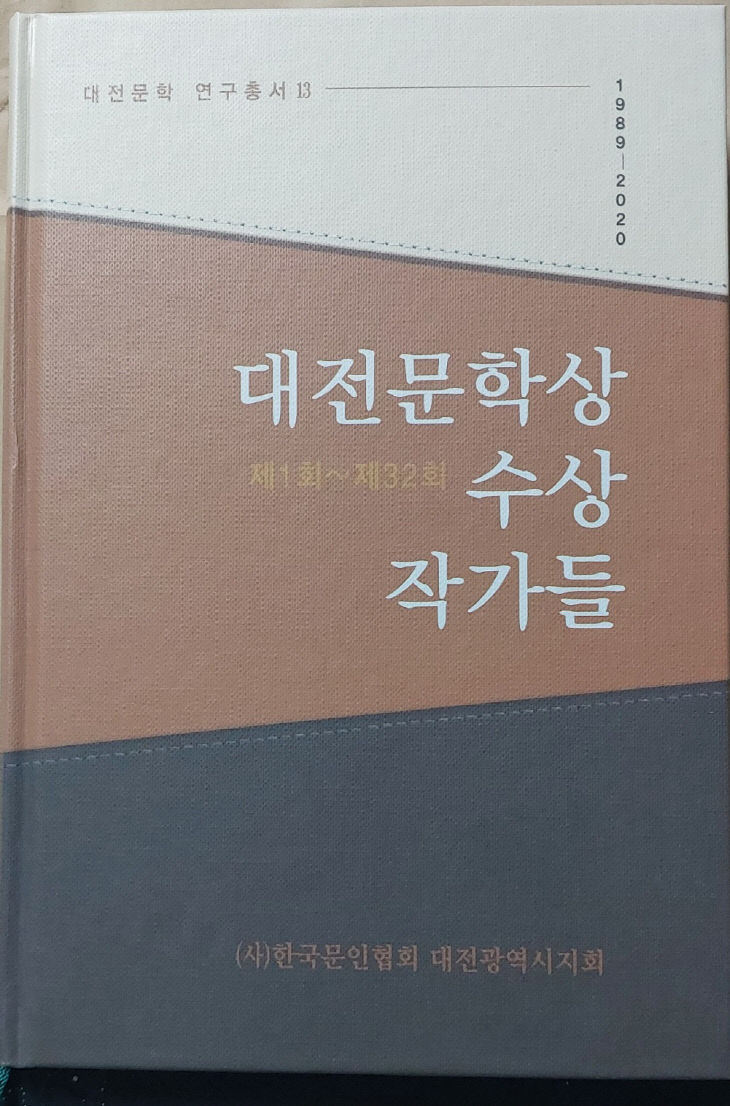 대전문학 연구총서 13
1989-2020
대전문학상
제1회~제32회 수상
작가들
(사)한국문인협회 대전광역시지회